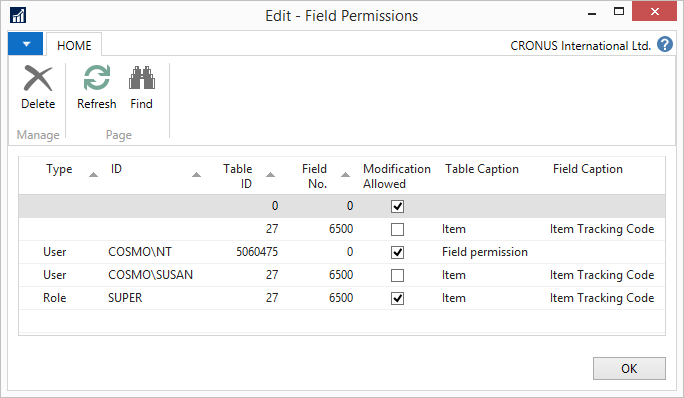 Edit - Field Permissions
HOME
CRONUS International Ltd.
?
Delete
Refresh
Find
Manage
Page
Type ID Table ID Field No. Modification Allowed Table Caption Field Caption
0 0
27 6500 Item Item Tracking Code
User COSMO\NT 5060475 0 Field permission
User COSMO\SUSAN 27 6500 Item Item Tracking Code
Role SUPER 27 6500 Item Item Tracking Code
OK